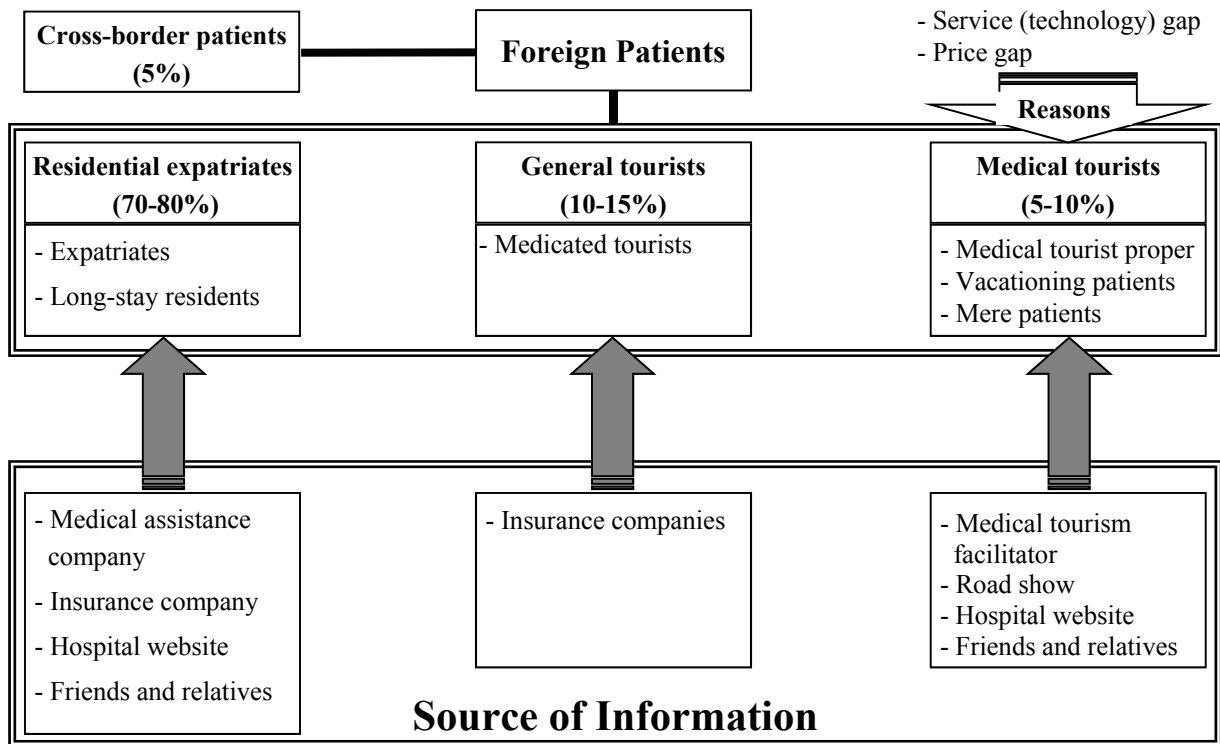 Cross-border patients
(5%)
Foreign Patients
- Service (technology) gap
- Price gap
Reasons
Residential expatriates
(70-80%)
- Expatriates
- Long-stay residents
General tourists
(10-15%)
- Medicated tourists
Medical tourists
(5-10%)
- Medical tourist proper
- Vacationing patients
- Mere patients
- Medical assistance
company
- Insurance company
- Hospital website
- Friends and relatives
- Insurance companies
- Medical tourism
facilitator
- Road show
- Hospital website
- Friends and relatives
Source of Information